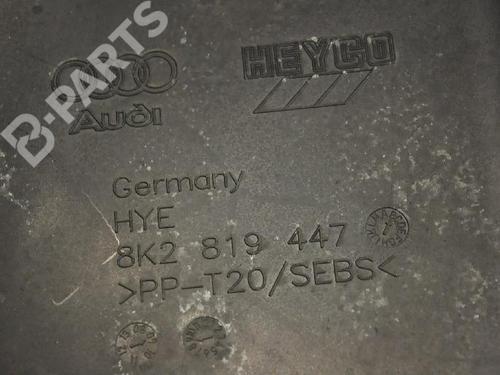 B-PARTS
Audi
HEYCO
Germany
HYE
8K2 819 447
>PP-T20/SEBS<